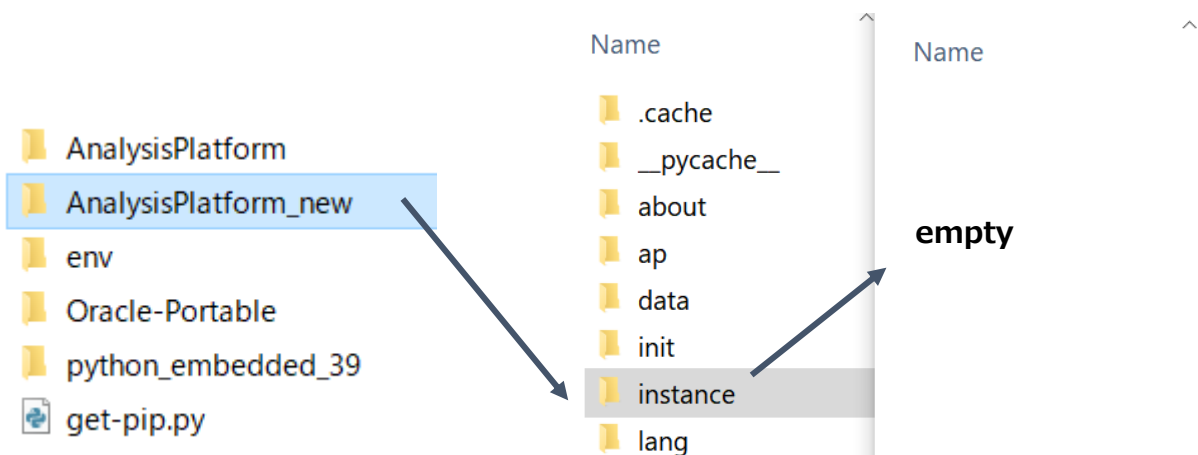 AnalysisPlatform
AnalysisPlatform_new
env
Oracle-Portable
python_embedded_39
get-pip.py
Name
.cache
__pycache__
about
ap
data
init
instance
lang
Name
empty